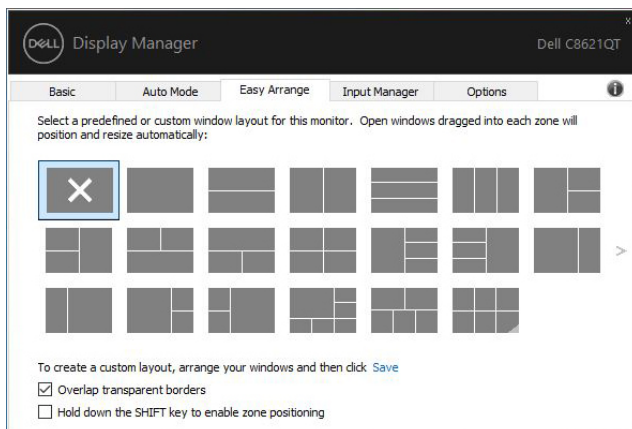 DELL Display Manager Dell C8621QT
Basic Auto Mode Easy Arrange Input Manager Options
Select a predefined or custom window layout for this monitor. Open windows dragged into each zone will
position and resize automatically:
To create a custom layout, arrange your windows and then click Save
Overlap transparent borders
Hold down the SHIFT key to enable zone positioning